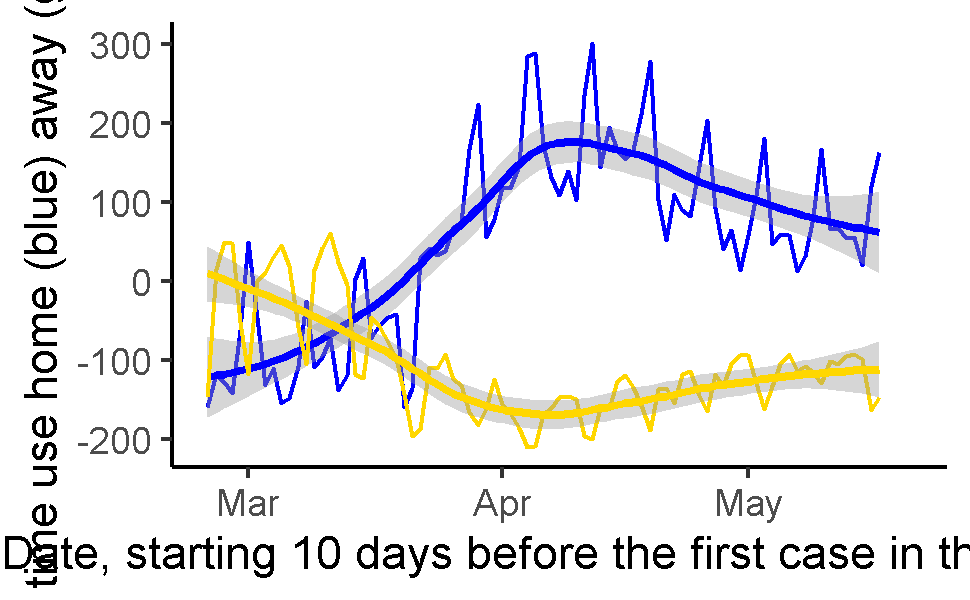 time use home (blue) away (
300
200
100
0
-100
-200
Mar Apr May
Date, starting 10 days before the first case in th